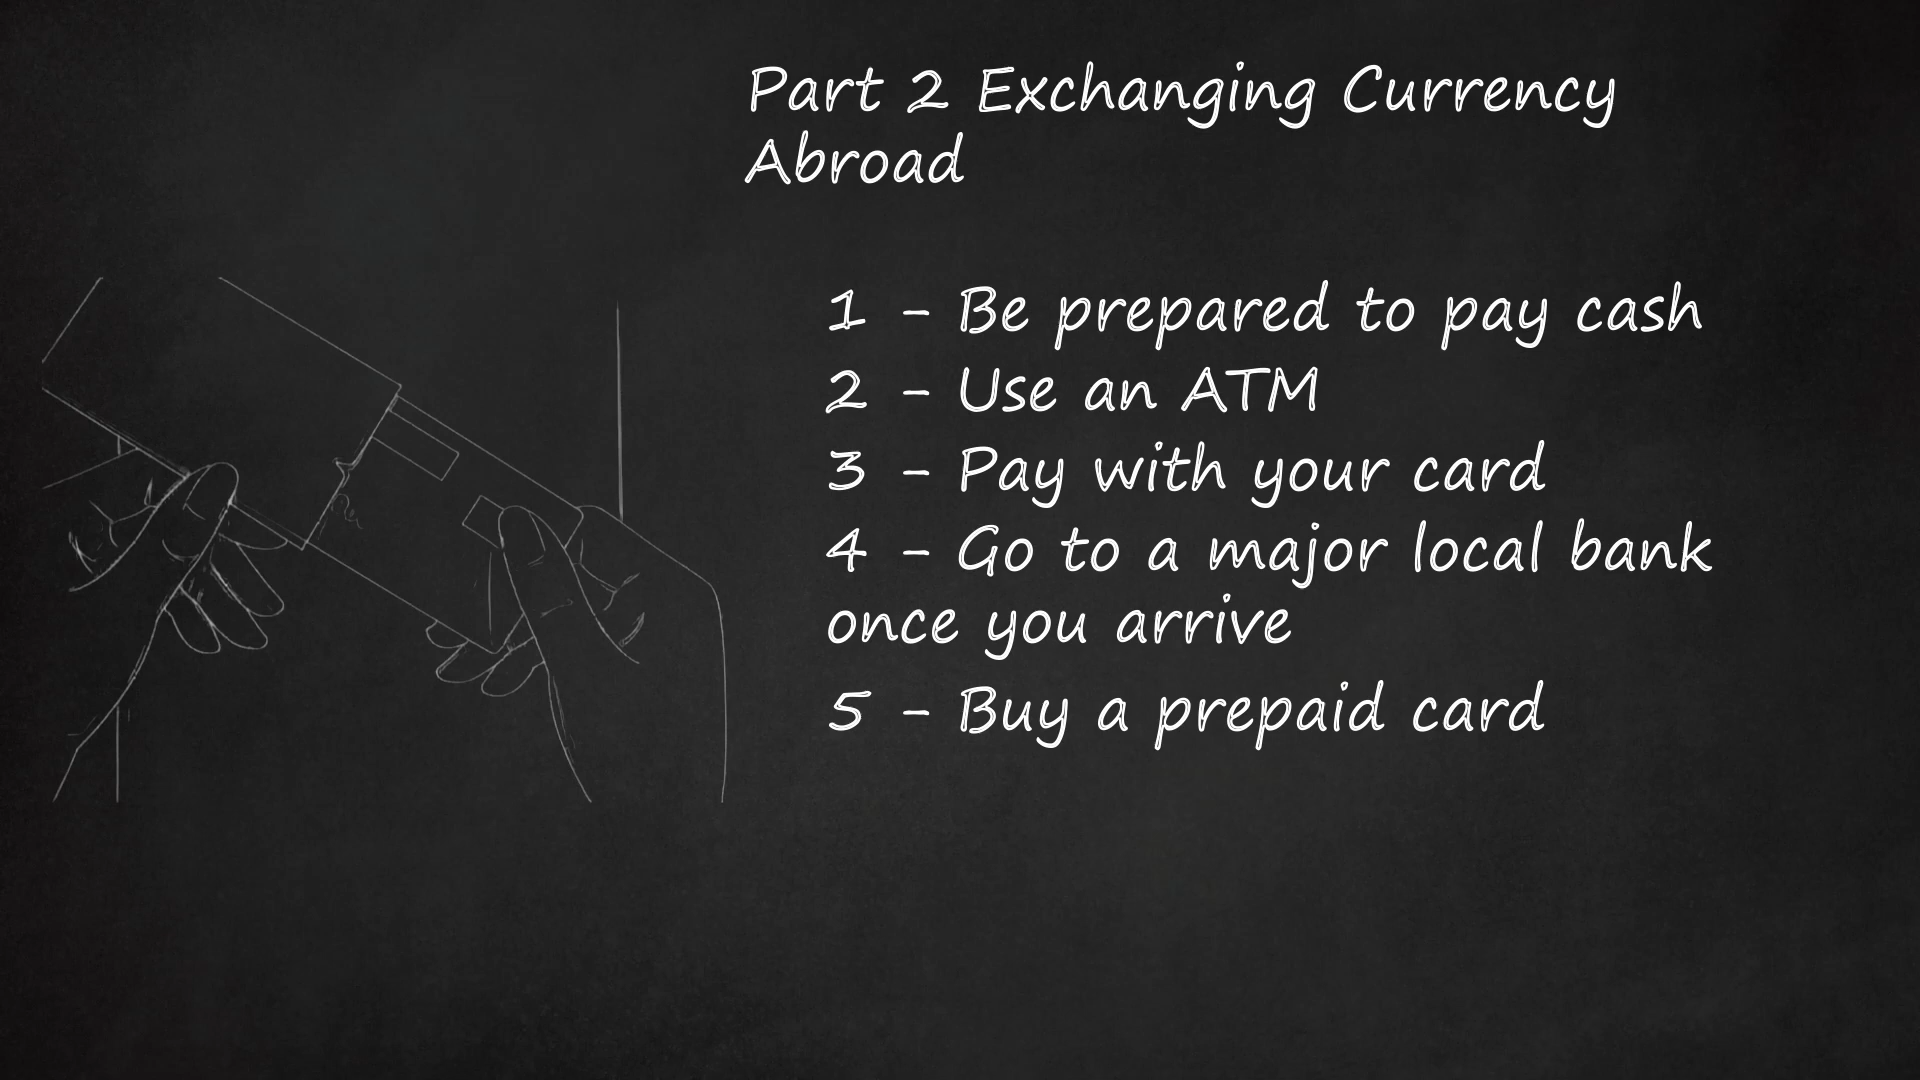 Part 2 Exchanging Currency
Abroad
1 - Be prepared to pay cash
2 - Use an ATM
3 - Pay with your card
4 - Go to a major local bank
once you arrive
5 - Buy a prepaid card